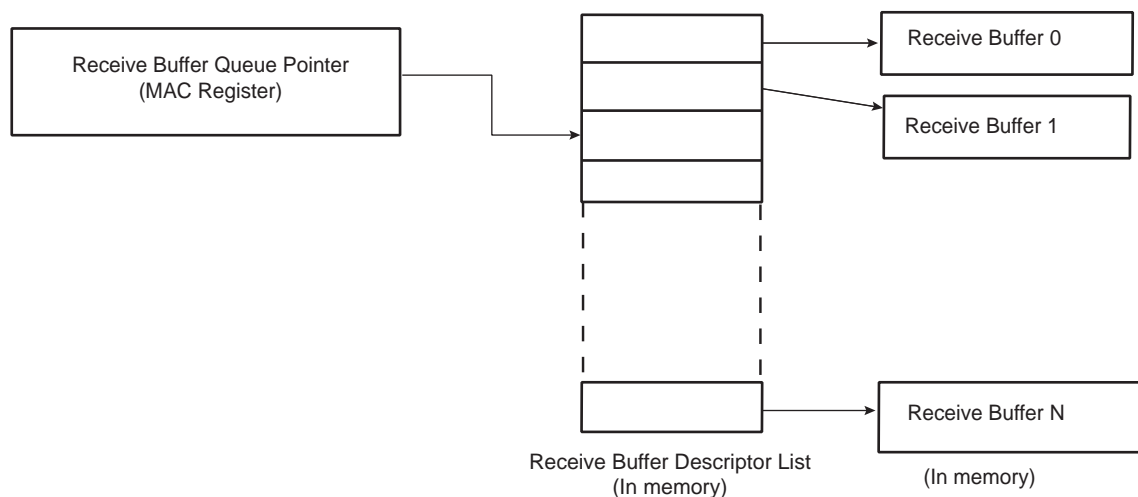 Receive Buffer Queue Pointer
(MAC Register)
Receive Buffer 0
Receive Buffer 1
Receive Buffer N
Receive Buffer Descriptor List
(In memory)
(In memory)